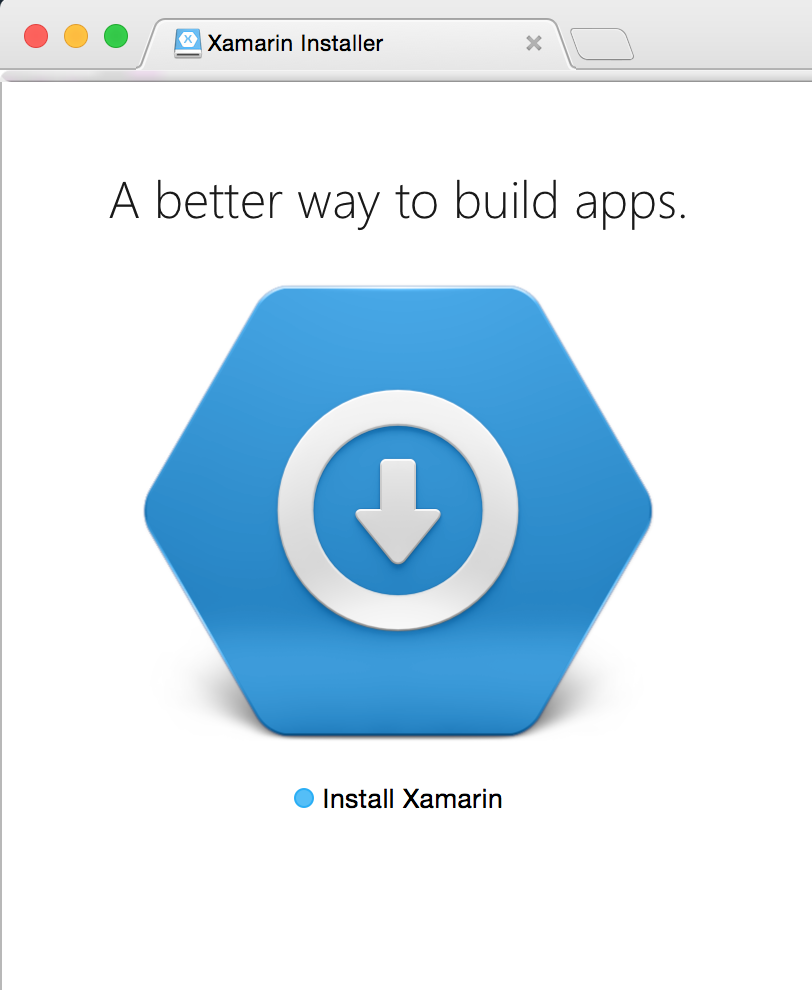 Xamarin Installer
A better way to build apps.
Install Xamarin